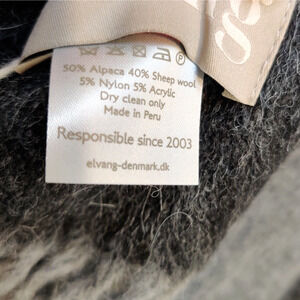 50% Alpaca 40% Sheep wool
5% Nylon 5% Acrylic
Dry clean only
Made in Peru
Responsible since 2003
elvang-denmark.dk